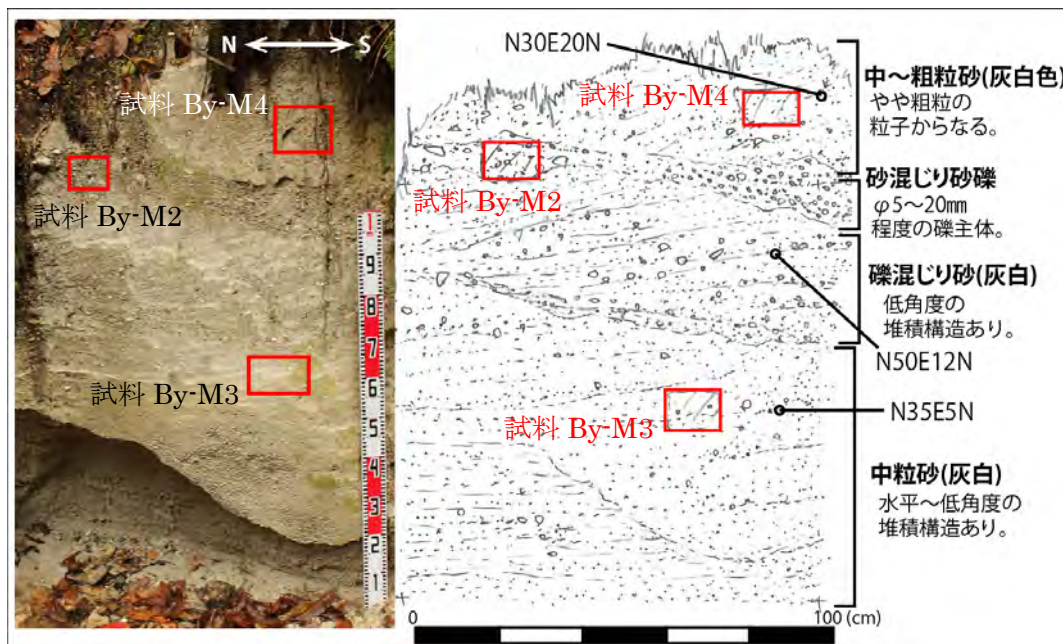 N S
試料 By-M4
試料 By-M2
試料 By-M3
1
9
8
7
6
5
4
3
2
1
N30E20N
試料 By-M4
試料 By-M2
試料 By-M3
中～粗粒砂(灰白色)
やや粗粒の
粒子からなる。
砂混じり砂礫
φ5～20㎜
程度の礫主体。
礫混じり砂(灰白)
低角度の
堆積構造あり。
N50E12N
N35E5N
中粒砂(灰白)
水平～低角度の
堆積構造あり。
0 100 (cm)